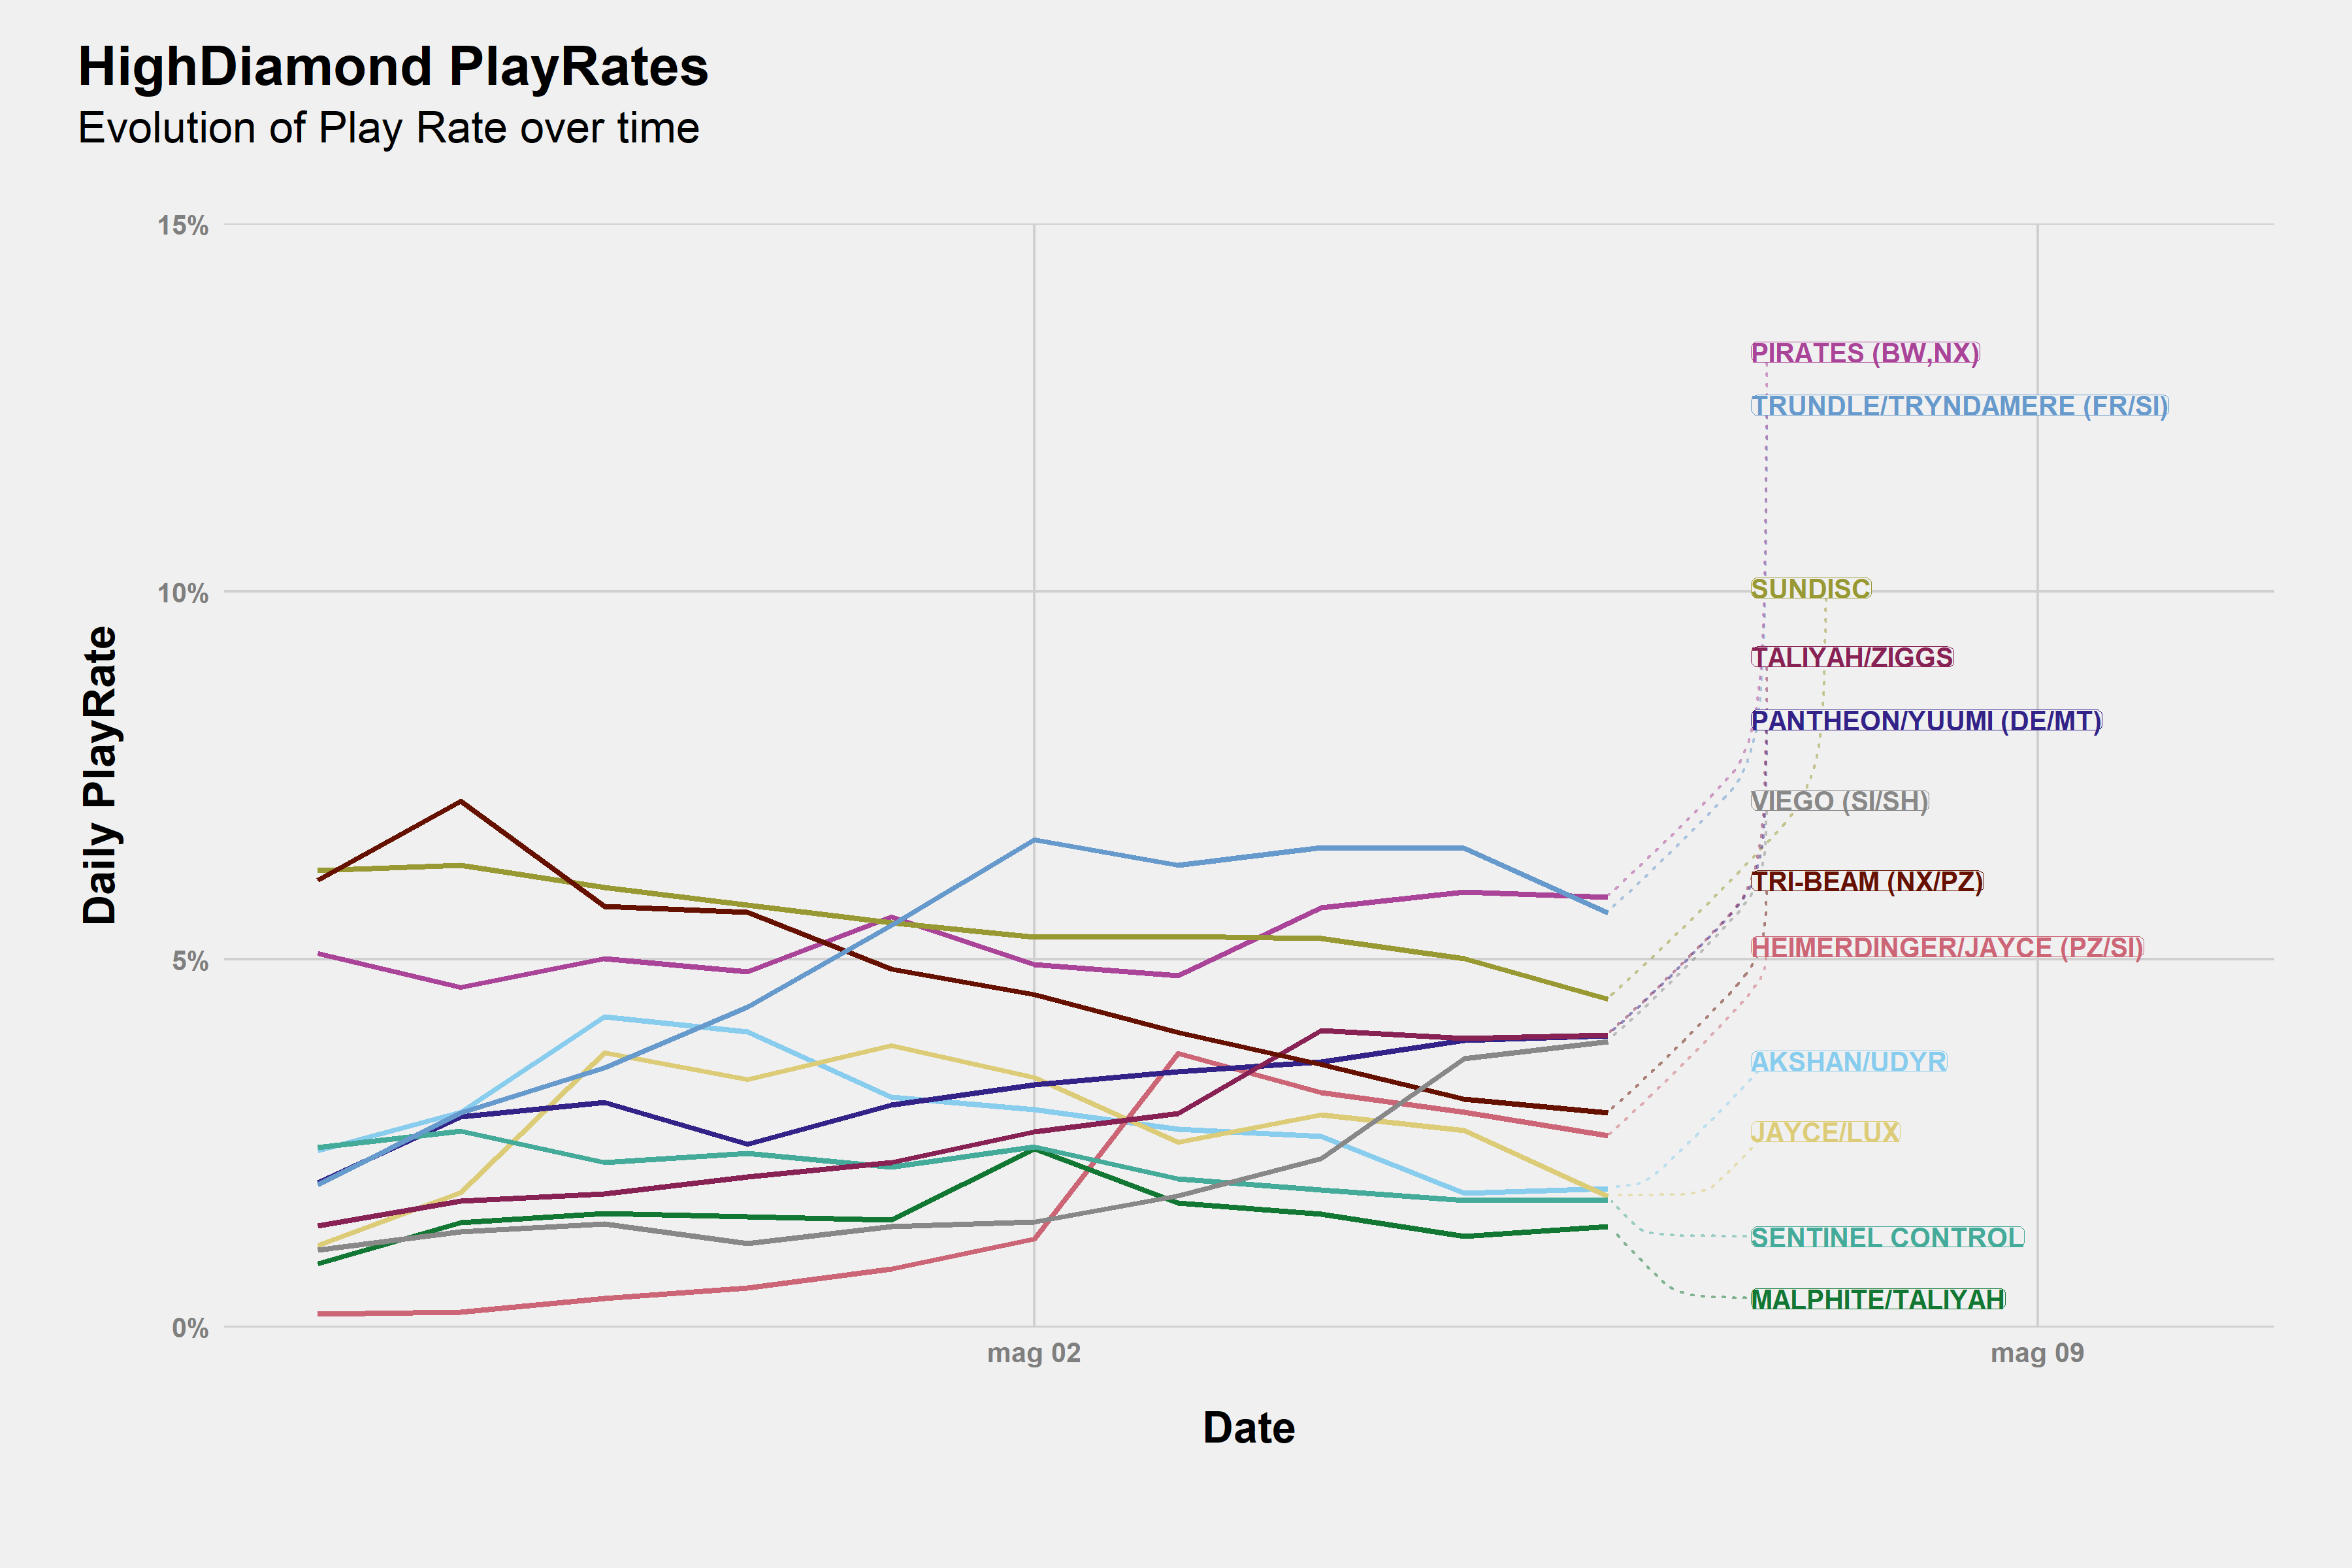 HighDiamond PlayRates
Evolution of Play Rate over time
15%
10%
5%
0%
Daily PlayRate
PIRATES (BW,NX)
TRUNDLE/TRYNDAMERE (FR/SI)
SUNDISC
TALIYAH/ZIGGS
PANTHEON/YUUMI (DE/MT)
VIEGO (SI/SH)
TRI-BEAM (NX/PZ)
HEIMERDINGER/JAYCE (PZ/SI)
AKSHAN/UDYR
JAYCE/LUX
SENTINEL CONTROL
MALPHITE/TALIYAH
mag 02
mag 09
Date